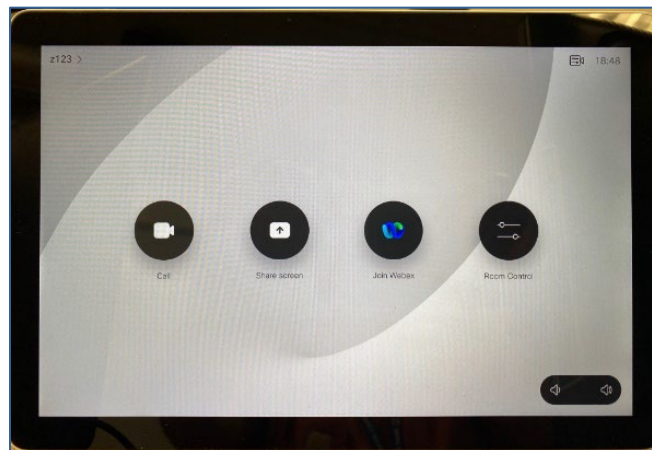 z123 >
18:48
Call
Share screen
Join Webex
Room Control